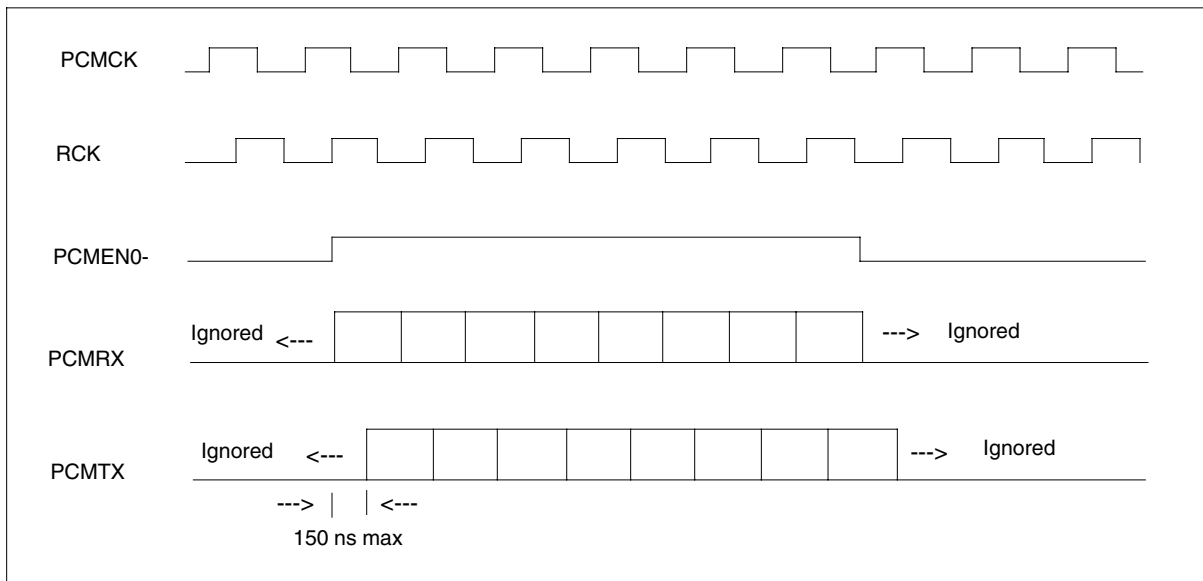 PCMCK
RCK
PCMEN0-
Ignored <--- ---> Ignored
PCMRX
Ignored <--- ---> Ignored
PCMTX
---> <---
150 ns max